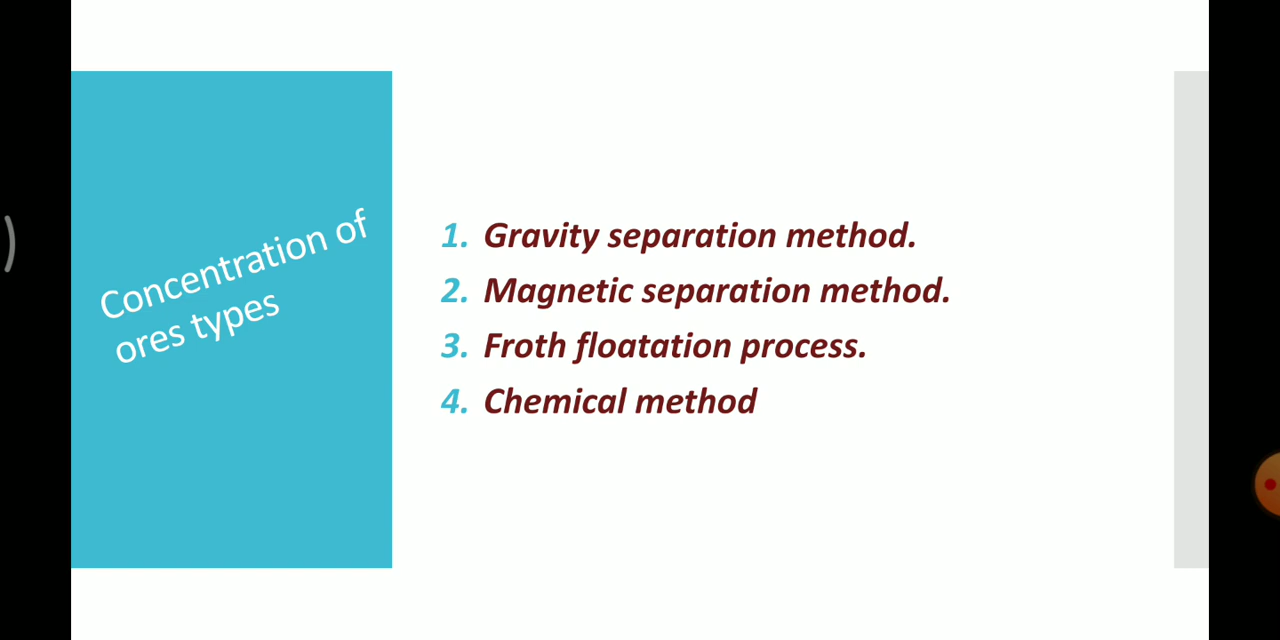 Concentration of
ores types
1. Gravity separation method.
2. Magnetic separation method.
3. Froth floatation process.
4. Chemical method